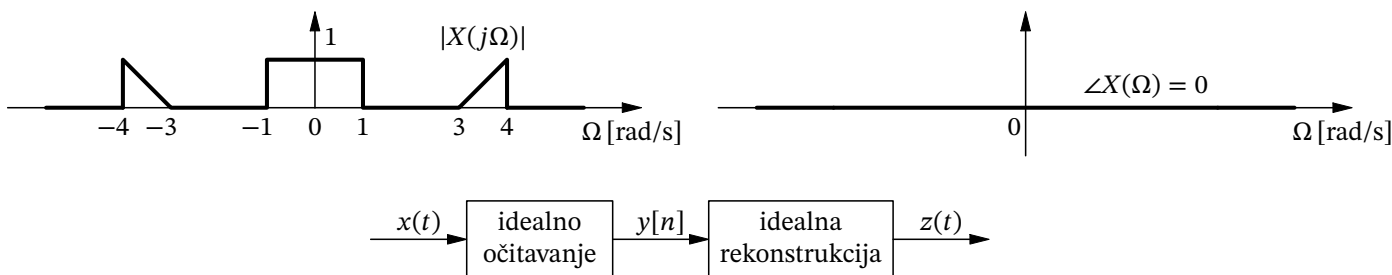 1
|X(jΩ)|
−4 −3 −1 0 1 3 4 Ω [rad/s]
∠X(Ω) = 0
0 Ω [rad/s]
x(t)
idealno
očitavanje
y[n]
idealna
rekonstrukcija
z(t)